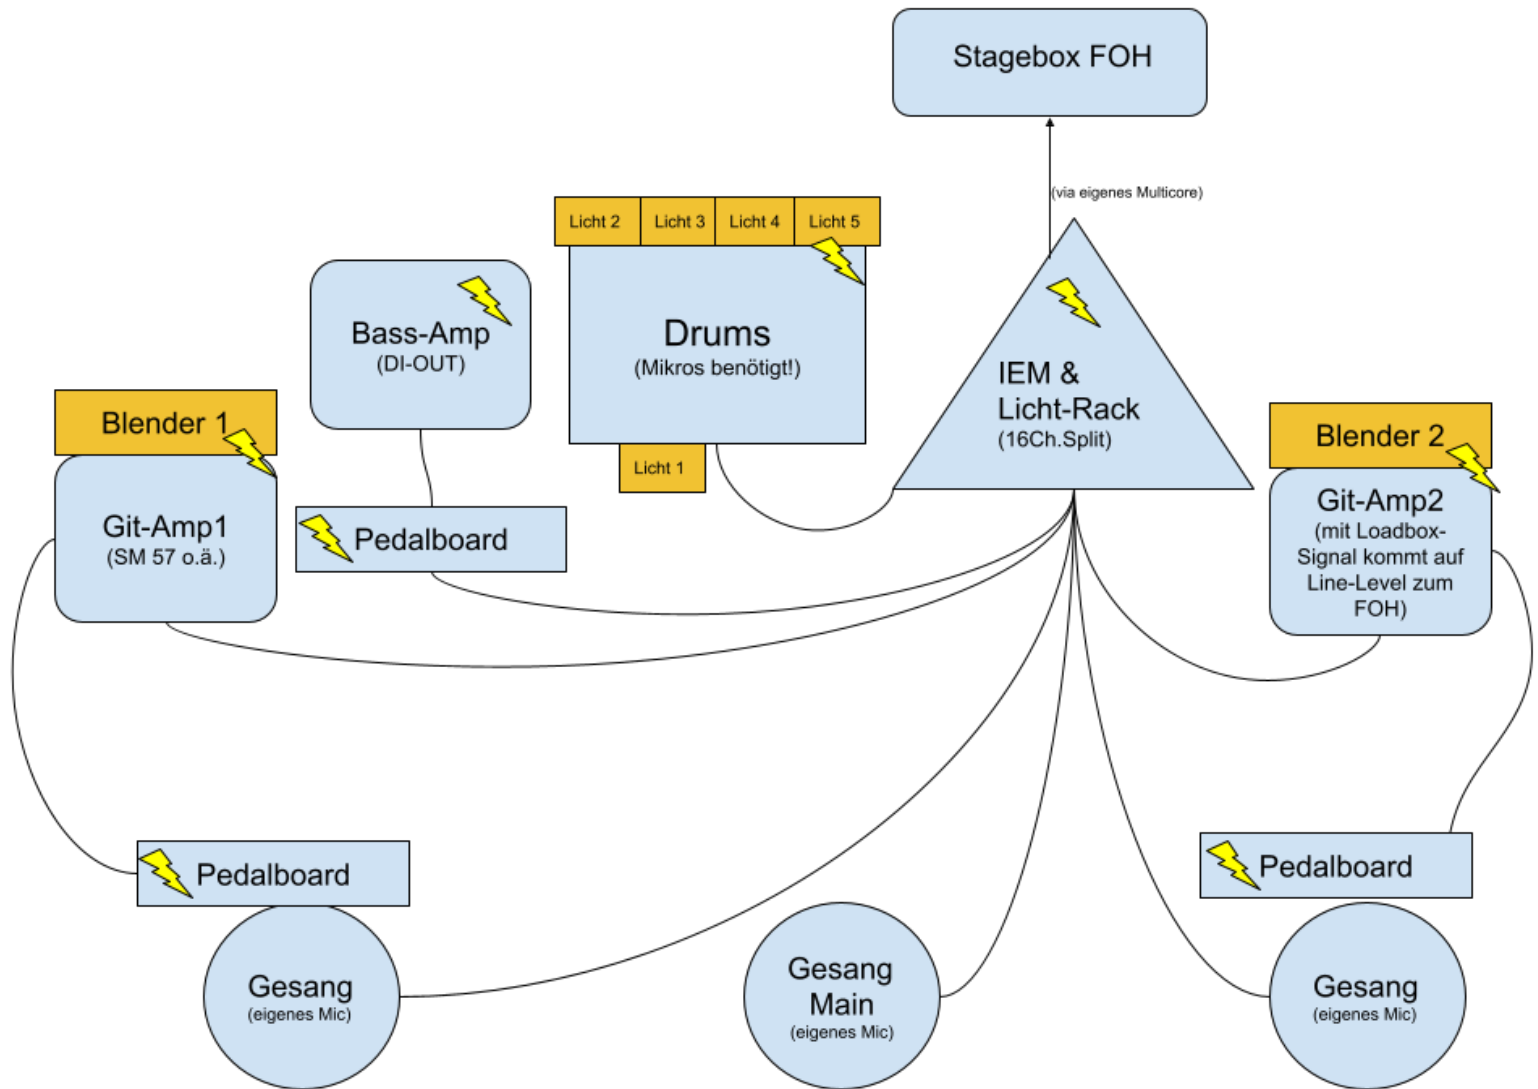 Stagebox FOH
(via eigenes Multicore)
Licht 2
Licht 3
Licht 4
Licht 5
Bass-Amp
(DI-OUT)
Drums
(Mikros benötigt!)
Licht 1
IEM &
Licht-Rack
(16Ch.Split)
Blender 1
Git-Amp1
(SM 57 o.ä.)
Pedalboard
Blender 2
Git-Amp2
(mit Loadbox-
Signal kommt auf
Line-Level zum
FOH)
Pedalboard
Pedalboard
Gesang
(eigenes Mic)
Gesang
Main
(eigenes Mic)
Gesang
(eigenes Mic)